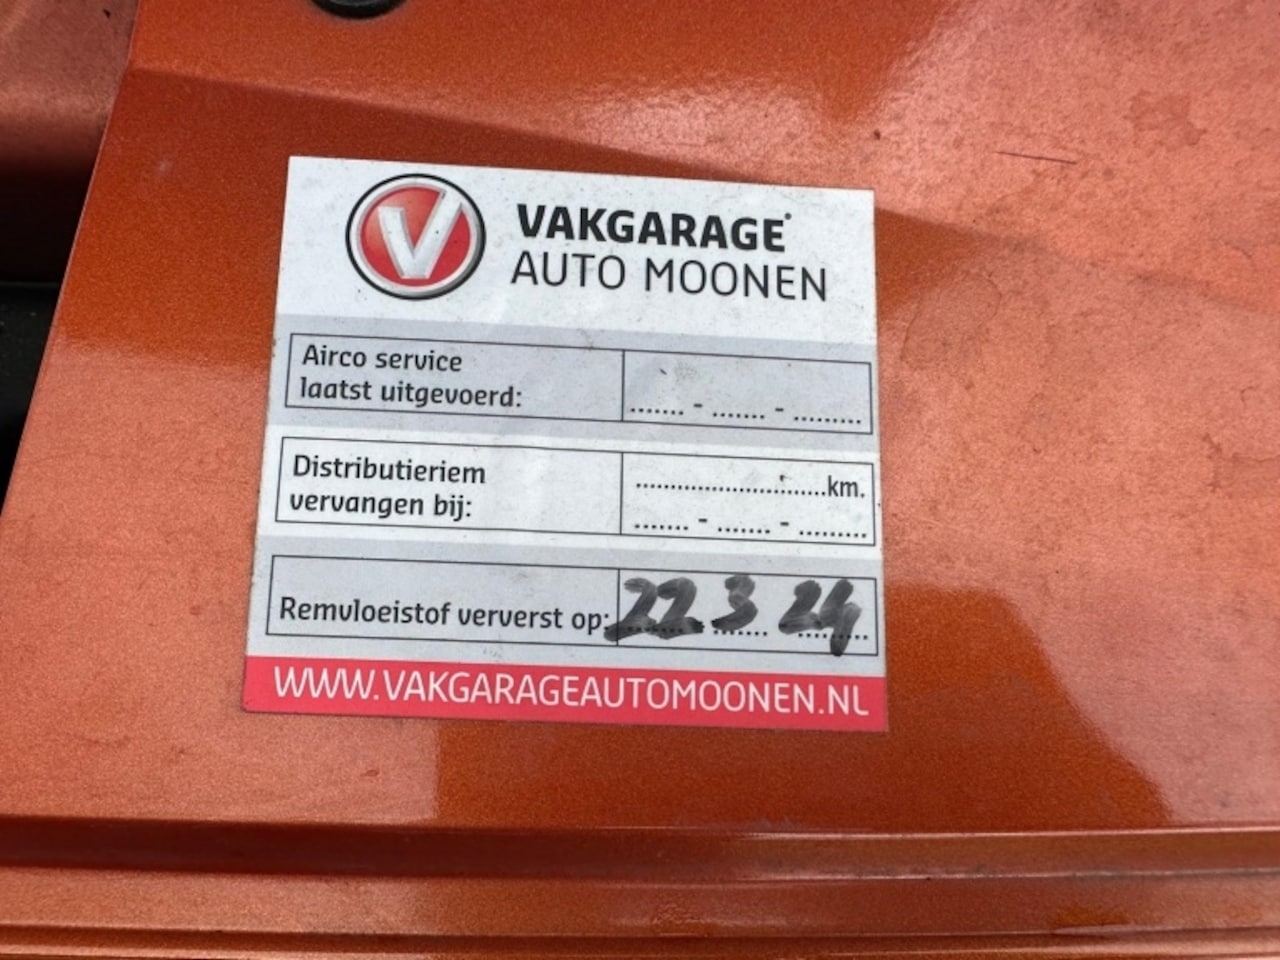 V
VAKGARAGE
AUTO MOONEN
Airco service
laatst uitgevoerd: ....... - ....... - .........
Distributieriem
vervangen bij: ............................km.
....... - ....... - .........
Remvloeistof ververst op: 22 3 24
WWW.VAKGARAGEAUTOMOONEN.NL